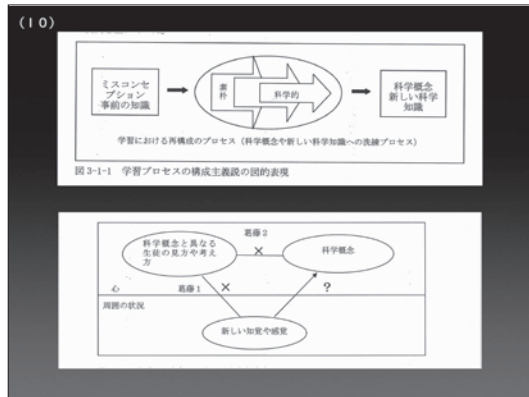 (10)
ミスコンセ
プション
事前の知識
素朴
科学的
科学概念
新しい科学
知識
学習における再構成のプロセス（科学概念や新しい科学知識への洗練プロセス）
図 3-1-1 学習プロセスの構成主義説の図的表現
葛藤2
科学概念と異なる
生徒の見方や考え
方
×
科学概念
心
葛藤1
×
?
周囲の状況
新しい知覚や感覚